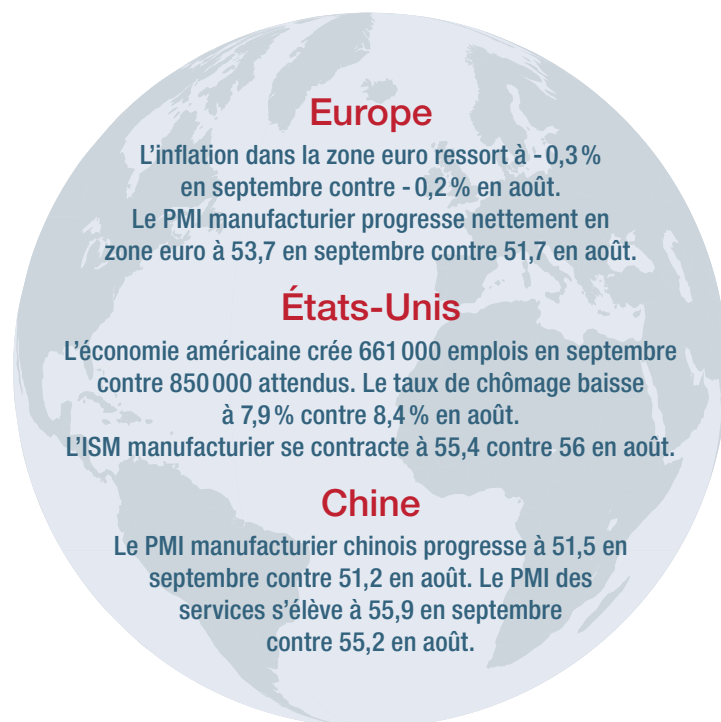 Europe
L'inflation dans la zone euro ressort à -0,3%
en septembre contre -0,2% en août.
Le PMI manufacturier progresse nettement en
zone euro à 53,7 en septembre contre 51,7 en août.
États-Unis
L'économie américaine crée 661 000 emplois en septembre
contre 850 000 attendus. Le taux de chômage baisse
à 7,9% contre 8,4% en août.
L'ISM manufacturier se contracte à 55,4 contre 56 en août.
Chine
Le PMI manufacturier chinois progresse à 51,5 en
septembre contre 51,2 en août. Le PMI des
services s'élève à 55,9 en septembre
contre 55,2 en août.